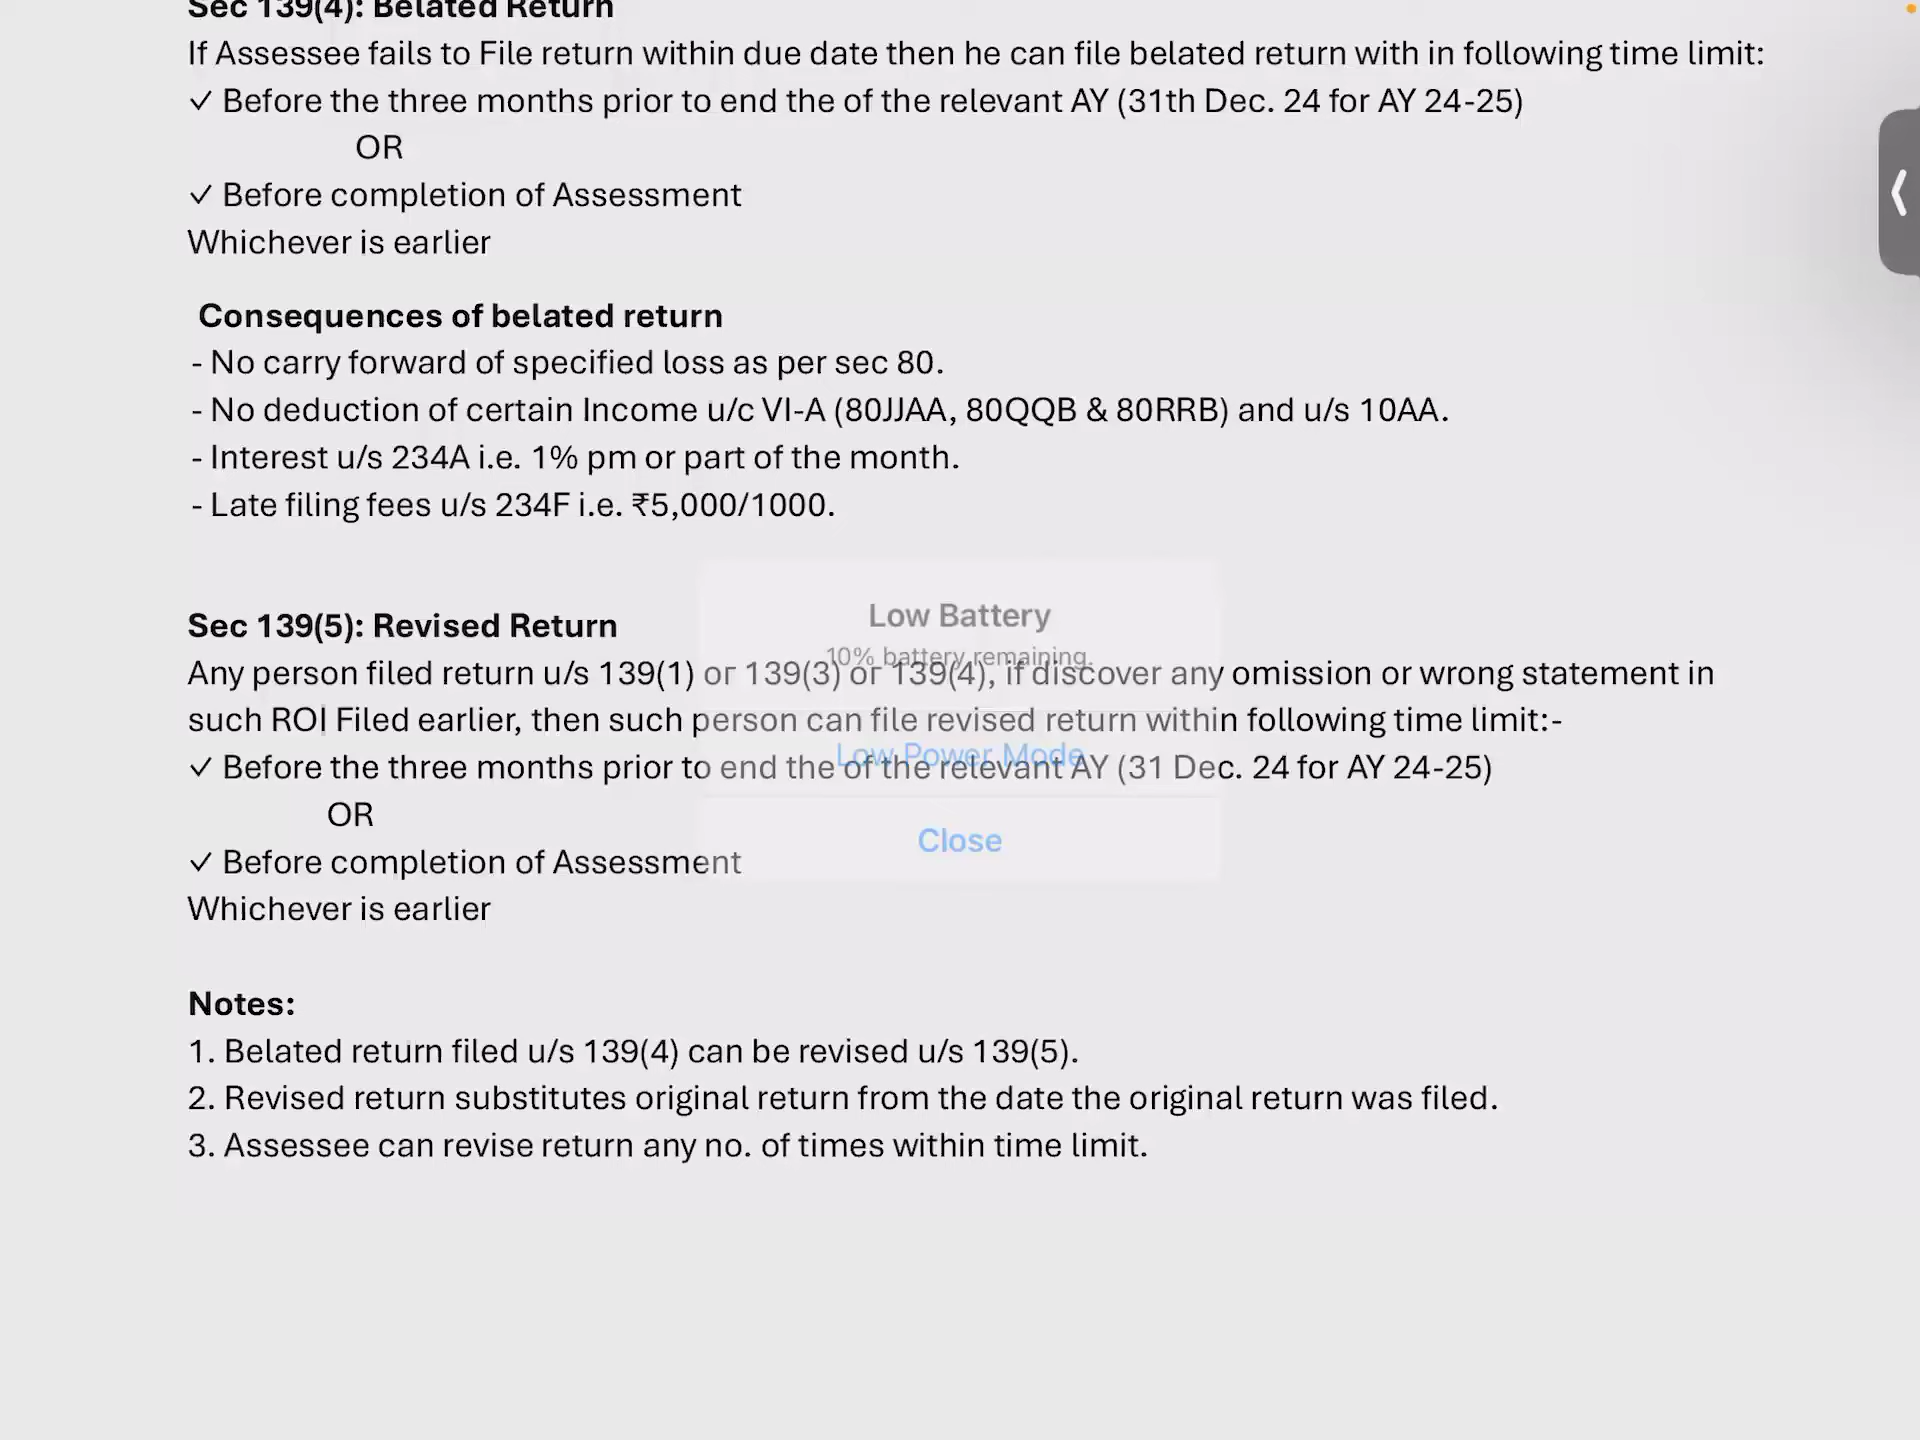 Sec 139(4): Belated Return
If Assessee fails to File return within due date then he can file belated return with in following time limit:
✓ Before the three months prior to end the of the relevant AY (31th Dec. 24 for AY 24-25)
OR
✓ Before completion of Assessment
Whichever is earlier
Consequences of belated return
- No carry forward of specified loss as per sec 80.
- No deduction of certain Income u/c VI-A (80JJAA, 80QQB & 80RRB) and u/s 10AA.
- Interest u/s 234A i.e. 1% pm or part of the month.
- Late filing fees u/s 234F i.e. ₹5,000/1000.
Sec 139(5): Revised Return
Any person filed return u/s 139(1) or 139(3) or 139(4), if discover any omission or wrong statement in
such ROI Filed earlier, then such person can file revised return within following time limit:-
✓ Before the three months prior to end the of the relevant AY (31 Dec. 24 for AY 24-25)
OR
✓ Before completion of Assessment
Whichever is earlier
Low Battery
10% battery remaining.
Low Power Mode
Close
Notes:
1. Belated return filed u/s 139(4) can be revised u/s 139(5).
2. Revised return substitutes original return from the date the original return was filed.
3. Assessee can revise return any no. of times within time limit.